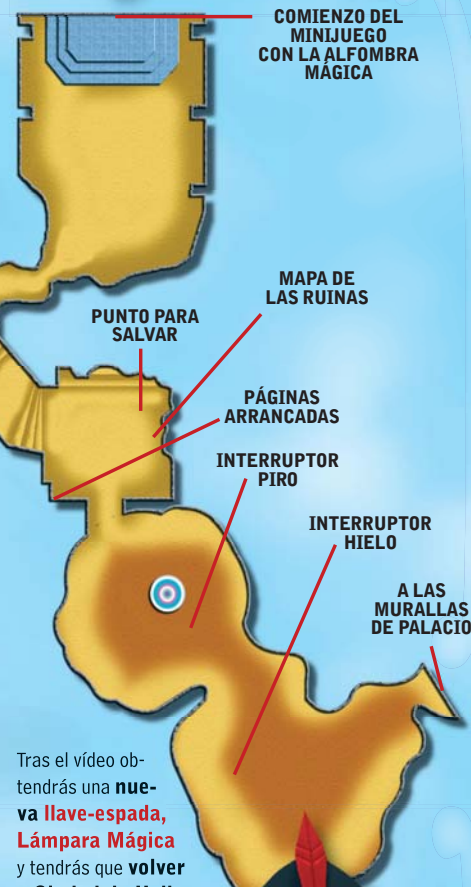 COMIENZO DEL
MINIJUEGO
CON LA ALFOMBRA
MÁGICA
MAPA DE
LAS RUINAS
PUNTO PARA
SALVAR
PÁGINAS
ARRANCADAS
INTERRUPTOR
PIRO
INTERRUPTOR
HIELO
A LAS
MURALLAS
DE PALACIO
Tras el vídeo ob-
tendrás una nue-
va llave-espada,
Lámpara Mágica
y tendrás que volver